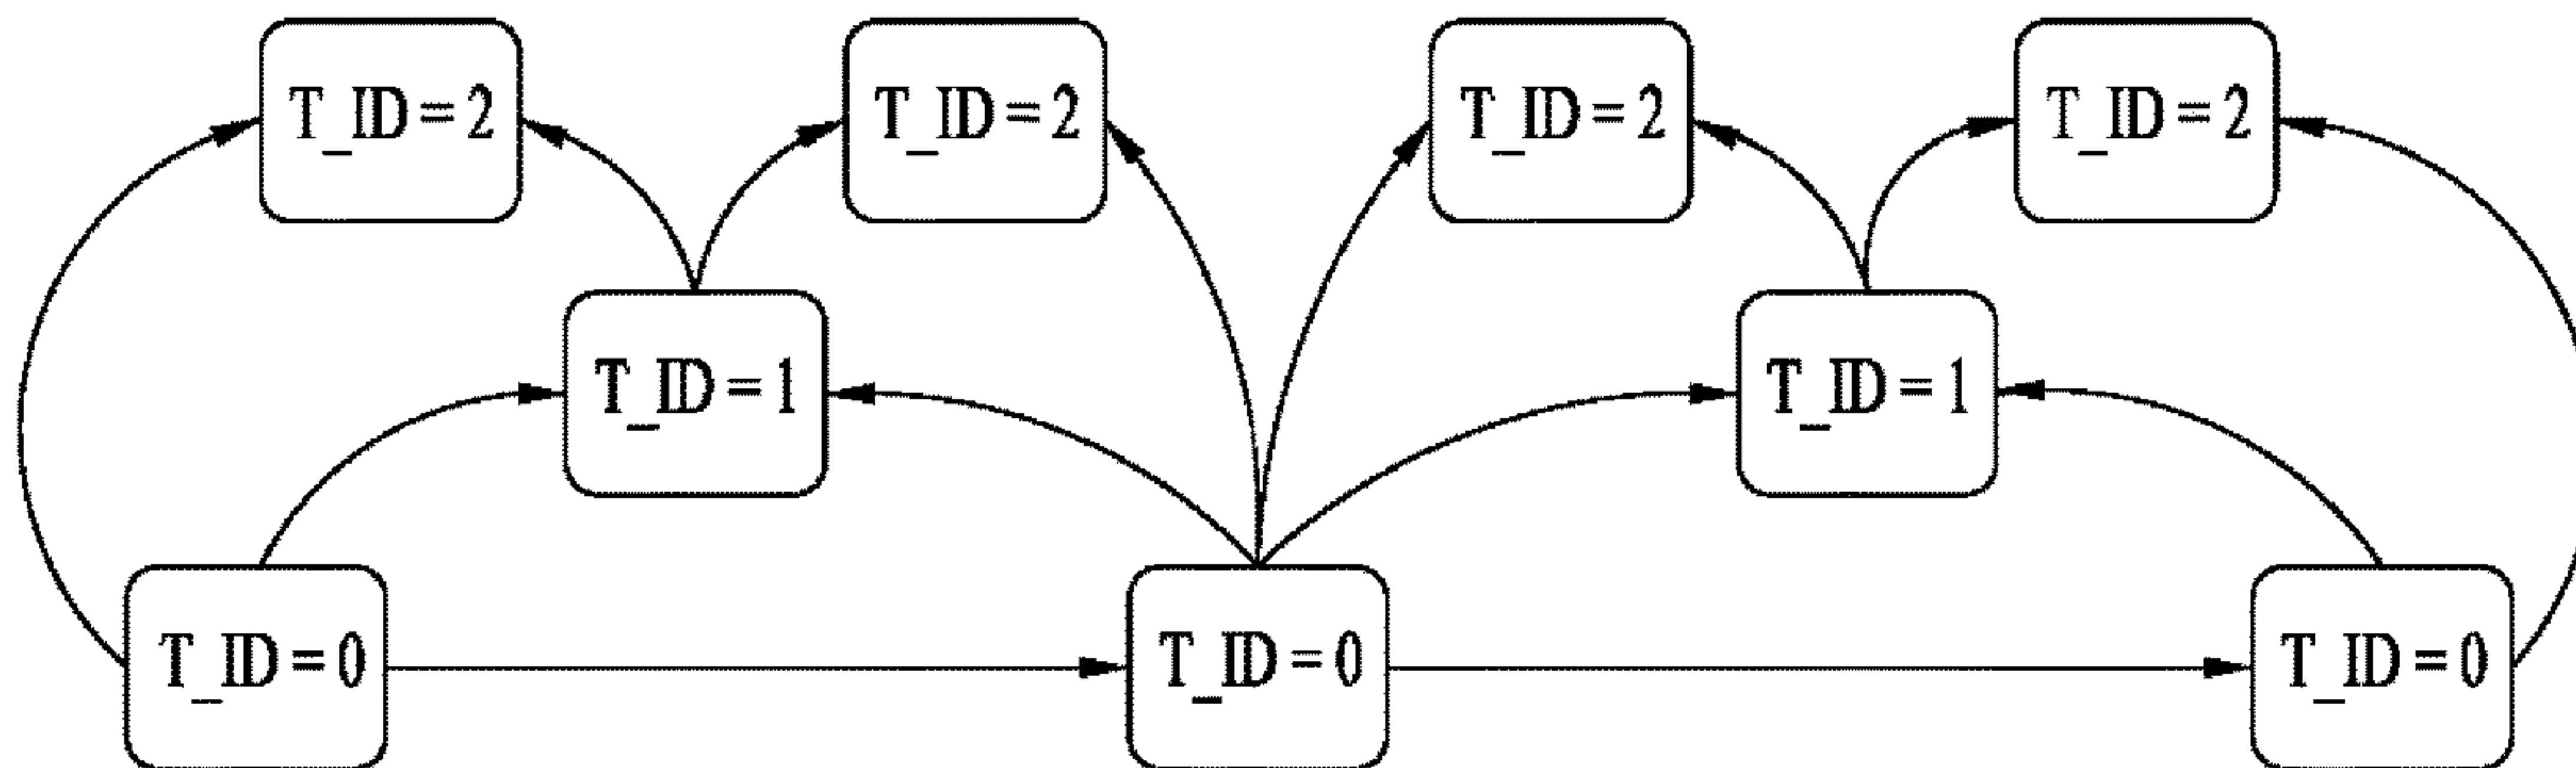 T_ID = 2
T_ID = 2
T_ID = 2
T_ID = 2
T_ID = 1
T_ID = 1
T_ID = 0
T_ID = 0
T_ID = 0